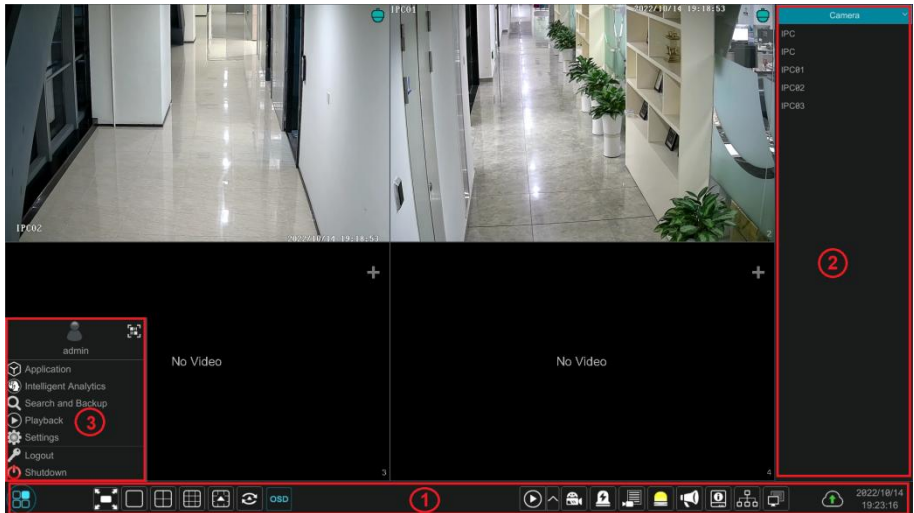 IPC01
2022/10/14 19:18:53
Camera
IPC
IPC
IPC01
IPC02
IPC03
IPC02
2022/10/14 19:18:53
2
2
No Video
No Video
admin
Application
Intelligent Analytics
Search and Backup
Playback
3
Settings
Logout
Shutdown
3
4
OSD
1
2022/10/14
19:23:16